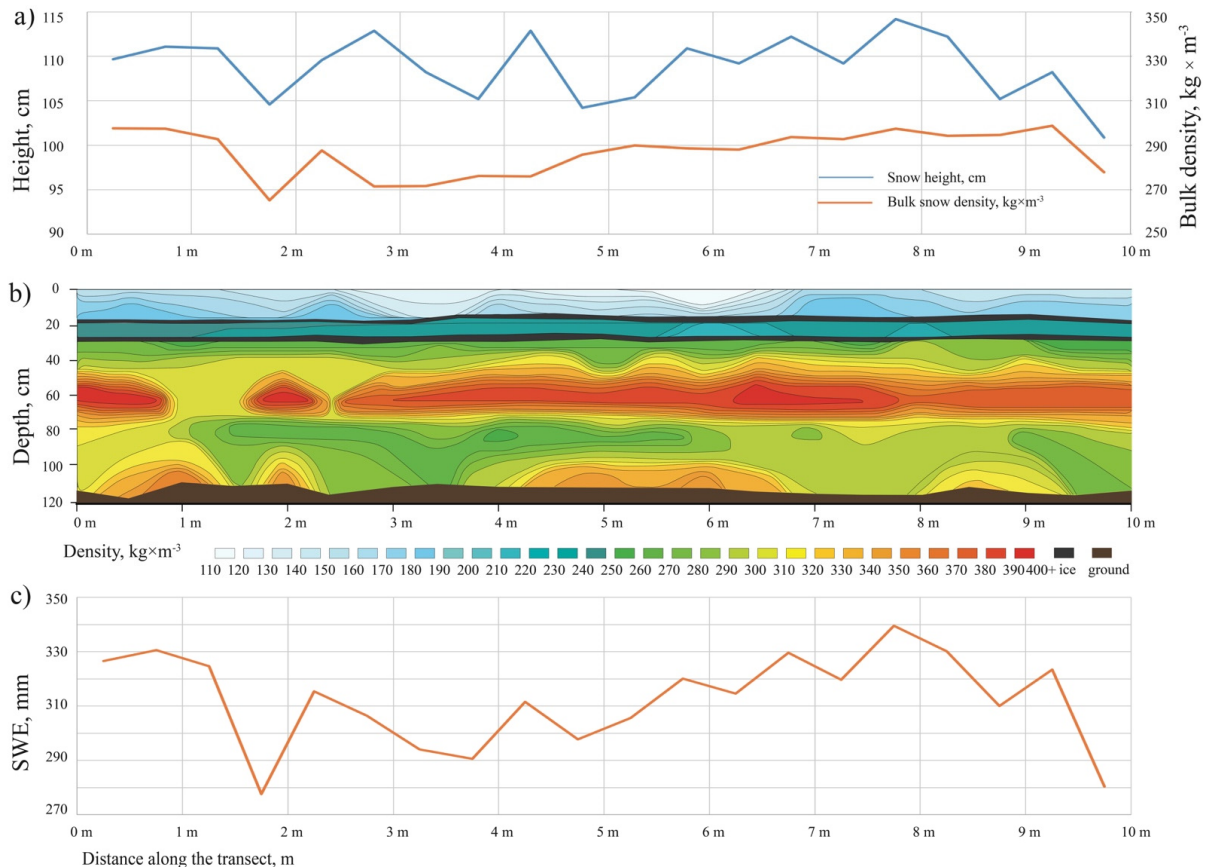 a)
115
110
105
100
95
90
Height, cm
350
330
310
290
270
250
Bulk density, kg × m⁻³
Snow height, cm
Bulk snow density, kg×m⁻³
0 m 1 m 2 m 3 m 4 m 5 m 6 m 7 m 8 m 9 m 10 m
b)
0
20
40
60
80
100
120
Depth, cm
0 m 1 m 2 m 3 m 4 m 5 m 6 m 7 m 8 m 9 m 10 m
Density, kg×m⁻³
110 120 130 140 150 160 170 180 190 200 210 220 230 240 250 260 270 280 290 300 310 320 330 340 350 360 370 380 390 400+ ice ground
c)
350
330
310
290
270
SWE, mm
0 m 1 m 2 m 3 m 4 m 5 m 6 m 7 m 8 m 9 m 10 m
Distance along the transect, m